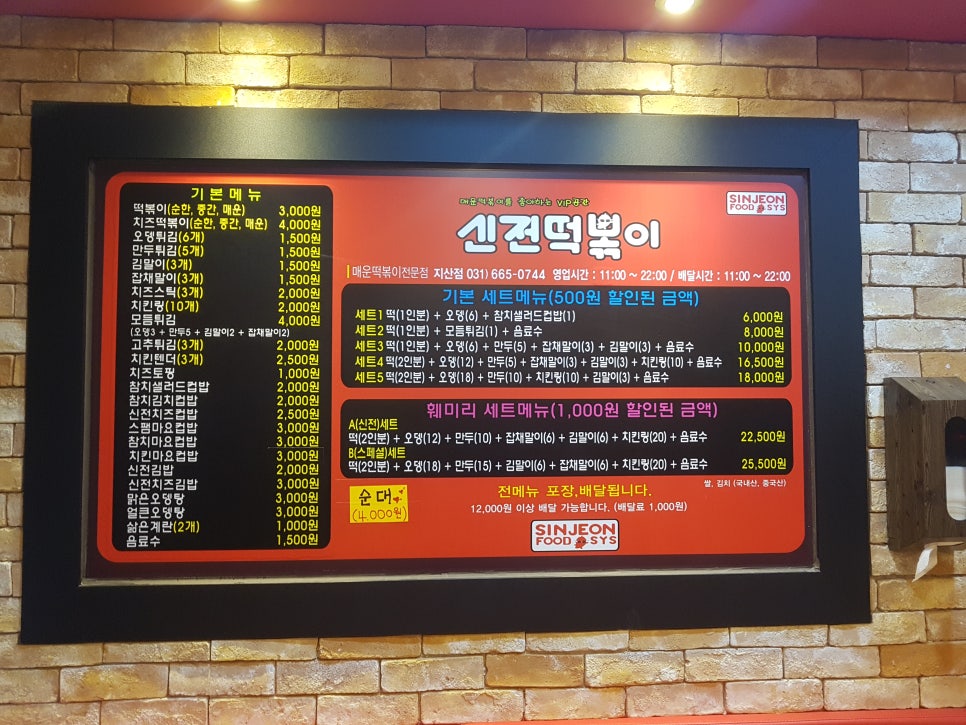 기본메뉴
떡볶이(순한, 중간, 매운) 3,000원
치즈떡볶이(순한, 중간, 매운) 4,000원
오뎅튀김(6개) 1,500원
만두튀김(5개) 1,500원
김말이(3개) 1,500원
잡채말이(3개) 1,500원
치즈스틱(3개) 2,000원
치킨링(10개) 2,000원
모듬튀김 4,000원
(오뎅3 + 만두5 + 김말이2 + 잡채말이2)
고추튀김(3개) 2,000원
치킨텐더(3개) 2,500원
치즈토핑 1,000원
참치샐러드컵밥 2,000원
참치김치컵밥 2,000원
신전치즈컵밥 2,500원
스팸마요컵밥 3,000원
참치마요컵밥 3,000원
치킨마요컵밥 3,000원
신전김밥 2,000원
신전치즈김밥 3,000원
맑은오뎅탕 3,000원
얼큰오뎅탕 3,000원
삶은계란(2개) 1,000원
음료수 1,500원
매운떡볶이를 좋아하는 VIP공간
신전떡볶이
SINJEON
FOOD SYS
매운떡볶이전문점 지산점 031) 665-0744 영업시간 : 11:00 ~ 22:00 / 배달시간 : 11:00 ~ 22:00
기본 세트메뉴(500원 할인된 금액)
세트1 떡(1인분) + 오뎅(6) + 참치샐러드컵밥(1) 6,000원
세트2 떡(1인분) + 모듬튀김(1) + 음료수 8,000원
세트3 떡(1인분) + 오뎅(6) + 만두(5) + 잡채말이(3) + 김말이(3) + 음료수 10,000원
세트4 떡(2인분) + 오뎅(12) + 만두(5) + 잡채말이(3) + 김말이(3) + 치킨링(10) + 음료수 16,500원
세트5 떡(2인분) + 오뎅(18) + 만두(10) + 치킨링(10) + 김말이(3) + 음료수 18,000원
훼미리 세트메뉴(1,000원 할인된 금액)
A(신전)세트
떡(2인분) + 오뎅(12) + 만두(10) + 잡채말이(6) + 김말이(6) + 치킨링(20) + 음료수 22,500원
B(스페셜)세트
떡(2인분) + 오뎅(18) + 만두(15) + 김말이(6) + 잡채말이(6) + 치킨링(20) + 음료수 25,500원
순대
(4,000원)
전메뉴 포장,배달됩니다.
쌀, 김치 (국내산, 중국산)
12,000원 이상 배달 가능합니다. (배달료 1,000원)
SINJEON
FOOD SYS